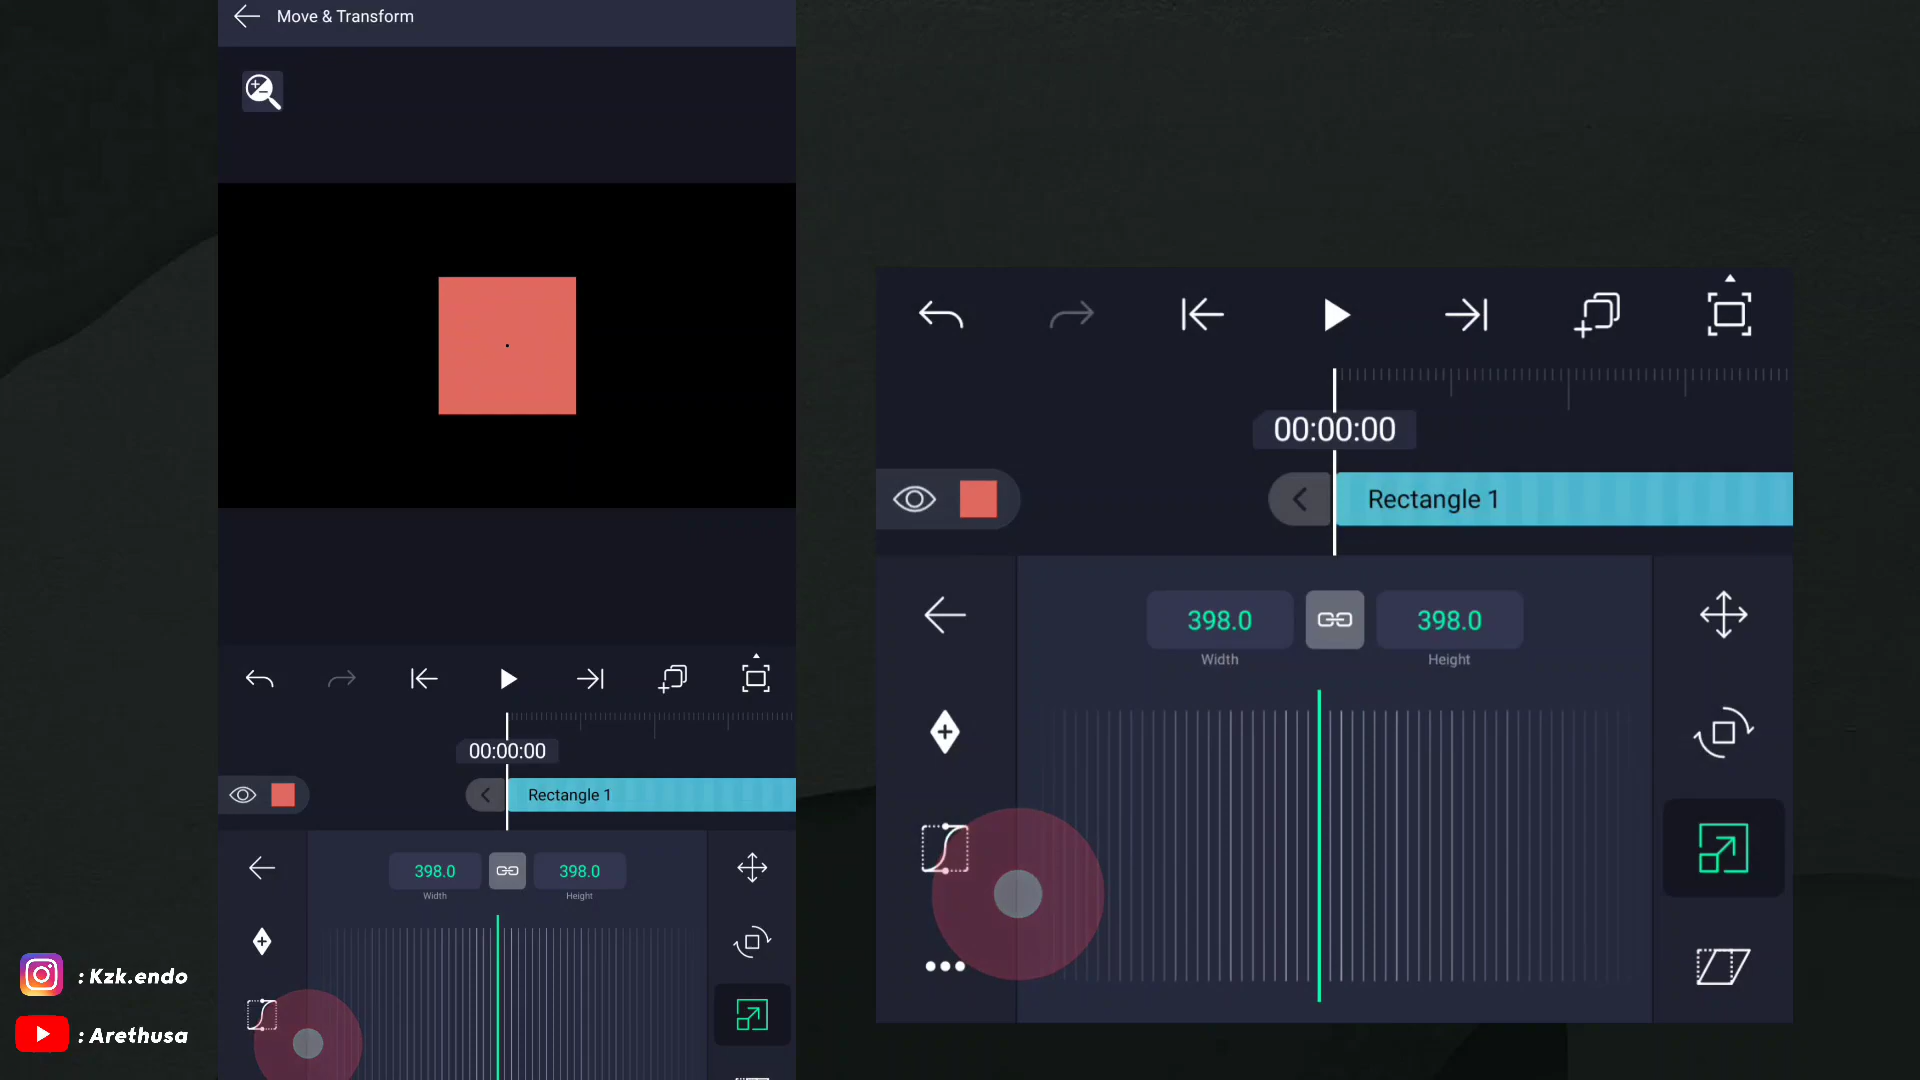 Move & Transform
00:00:00
Rectangle 1
398.0
398.0
Width
Height
00:00:00
Rectangle 1
398.0
398.0
Width
Height
: Kzk.endo
: Arethusa